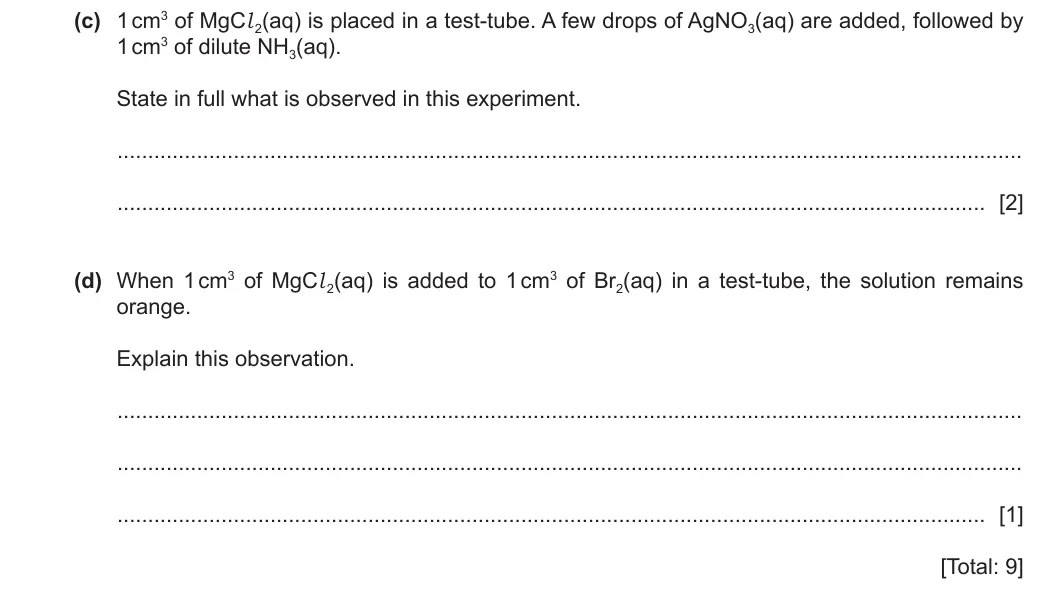 (c) 1 cm³ of MgCl₂(aq) is placed in a test-tube. A few drops of AgNO₃(aq) are added, followed by
1 cm³ of dilute NH₃(aq).
State in full what is observed in this experiment.
..........................................................................................................................................
.................................................................................................................................... [2]
(d) When 1 cm³ of MgCl₂(aq) is added to 1 cm³ of Br₂(aq) in a test-tube, the solution remains
orange.
Explain this observation.
..........................................................................................................................................
..........................................................................................................................................
.................................................................................................................................... [1]
[Total: 9]